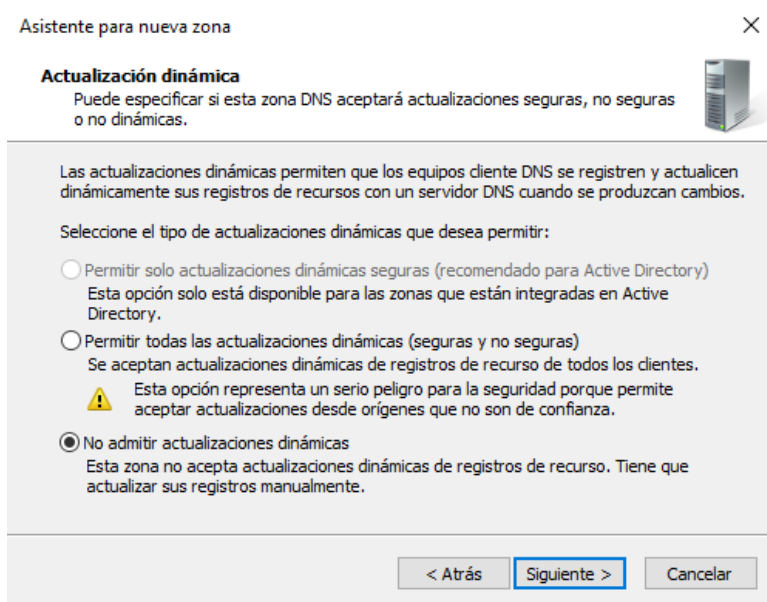 Asistente para nueva zona
Actualización dinámica
Puede especificar si esta zona DNS aceptará actualizaciones seguras, no seguras
o no dinámicas.
Las actualizaciones dinámicas permiten que los equipos cliente DNS se registren y actualicen
dinámicamente sus registros de recursos con un servidor DNS cuando se produzcan cambios.
Seleccione el tipo de actualizaciones dinámicas que desea permitir:
Permitir solo actualizaciones dinámicas seguras (recomendado para Active Directory)
Esta opción solo está disponible para las zonas que están integradas en Active
Directory.
Permitir todas las actualizaciones dinámicas (seguras y no seguras)
Se aceptan actualizaciones dinámicas de registros de recurso de todos los clientes.
Esta opción representa un serio peligro para la seguridad porque permite
aceptar actualizaciones desde orígenes que no son de confianza.
No admitir actualizaciones dinámicas
Esta zona no acepta actualizaciones dinámicas de registros de recurso. Tiene que
actualizar sus registros manualmente.
< Atrás Siguiente > Cancelar